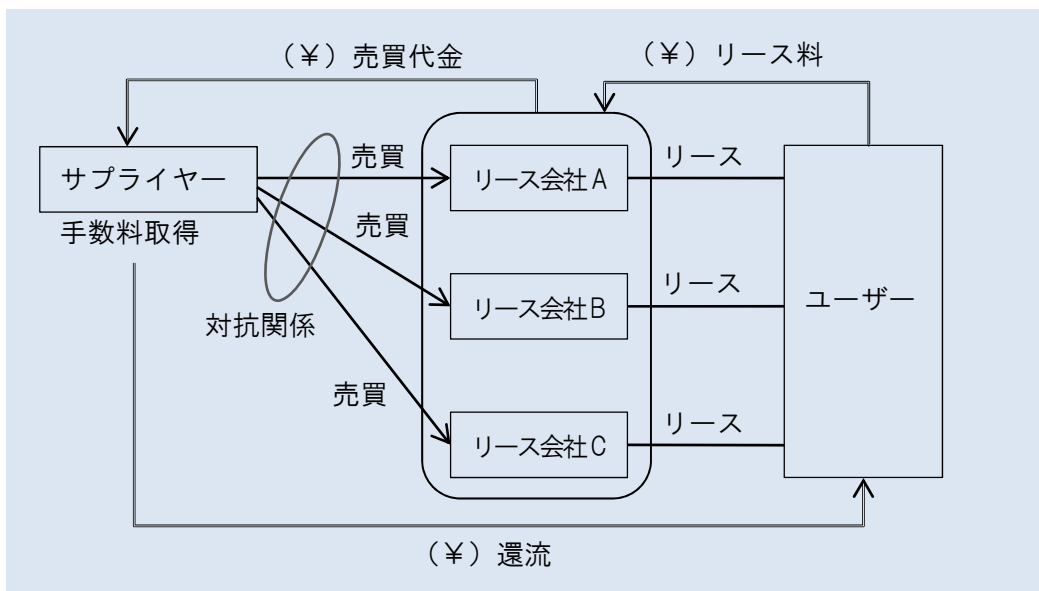 （￥）売買代金
（￥）リース料
サプライヤー
手数料取得
売買
リース会社A
リース
売買
対抗関係
リース会社B
リース
ユーザー
売買
リース会社C
リース
（￥）還流